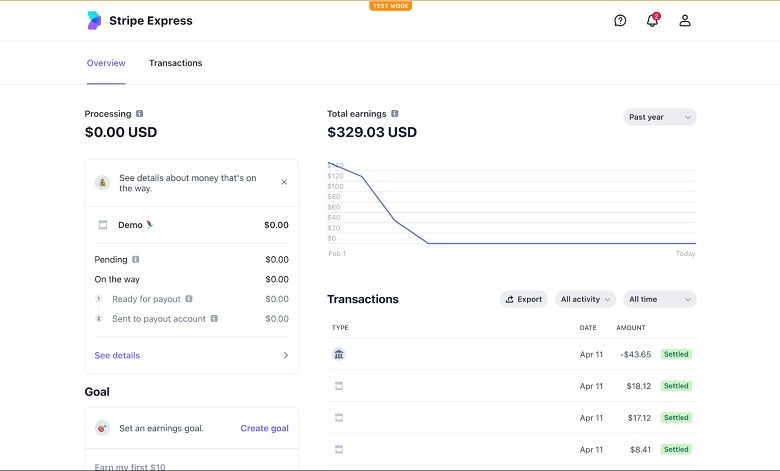 TEST MODE
Stripe Express
2
Overview
Transactions
Processing
$0.00 USD
See details about money that's on
the way.
Demo
$0.00
Pending
$0.00
On the way
$0.00
1 Ready for payout
$0.00
2 Sent to payout account
$0.00
See details
Goal
Set an earnings goal.
Create goal
Earn my first $10
Total earnings
$329.03 USD
Past year
$140
$120
$100
$80
$60
$40
$20
$0
Feb 1
Today
Transactions
Export
All activity
All time
TYPE DATE AMOUNT
Apr 11 -$43.65 Settled
Apr 11 $18.12 Settled
Apr 11 $17.12 Settled
Apr 11 $8.41 Settled